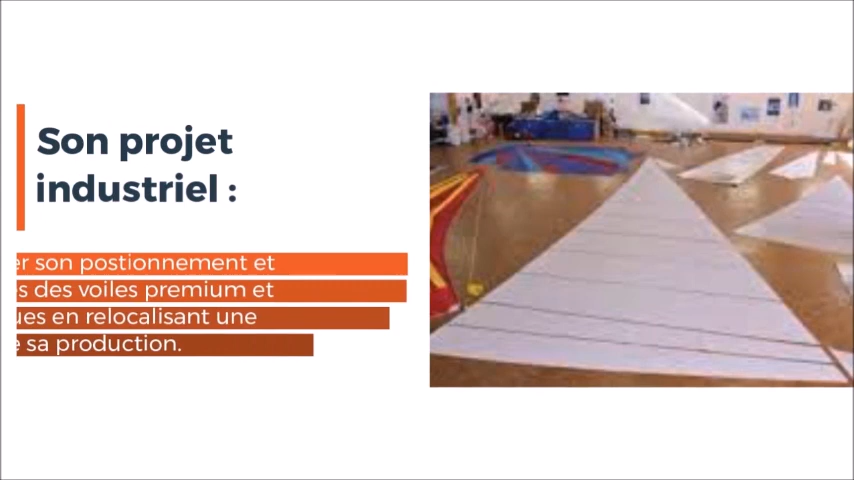 Son projet
industriel :
er son postionnement et
s des voiles premium et
ues en relocalisant une
e sa production.